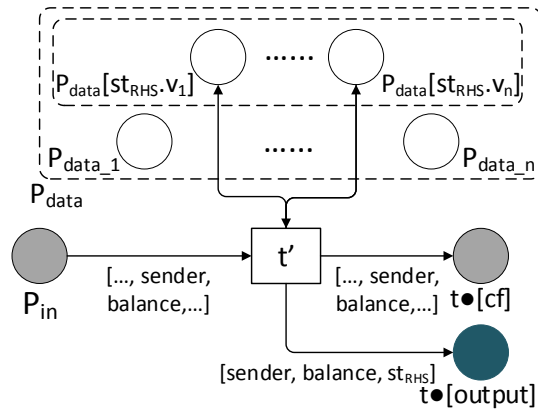 ......
P_data[st_RHS.v_1]
P_data[st_RHS.v_n]
P_data_1
......
P_data_n
P_data
t'
[..., sender,
balance,...]
[..., sender,
balance,...]
P_in
t●[cf]
[sender, balance, st_RHS]
t●[output]